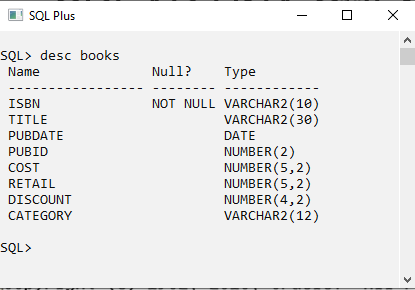 SQL Plus
SQL> desc books
Name Null? Type
----------------- -------- ------------
ISBN NOT NULL VARCHAR2(10)
TITLE VARCHAR2(30)
PUBDATE DATE
PUBID NUMBER(2)
COST NUMBER(5,2)
RETAIL NUMBER(5,2)
DISCOUNT NUMBER(4,2)
CATEGORY VARCHAR2(12)
SQL>